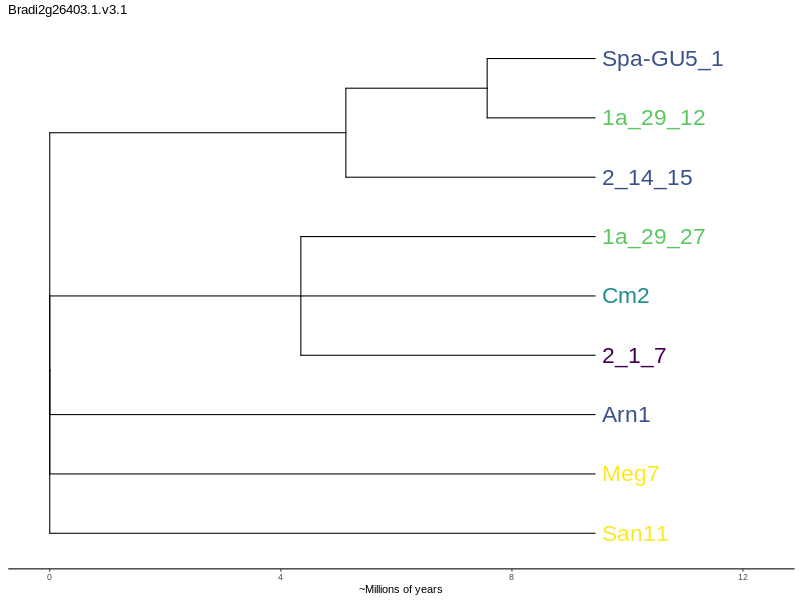 Bradi2g26403.1.v3.1
Spa-GU5_1
1a_29_12
2_14_15
1a_29_27
Cm2
2_1_7
Arn1
Meg7
San11
0 4 8 12
~Millions of years